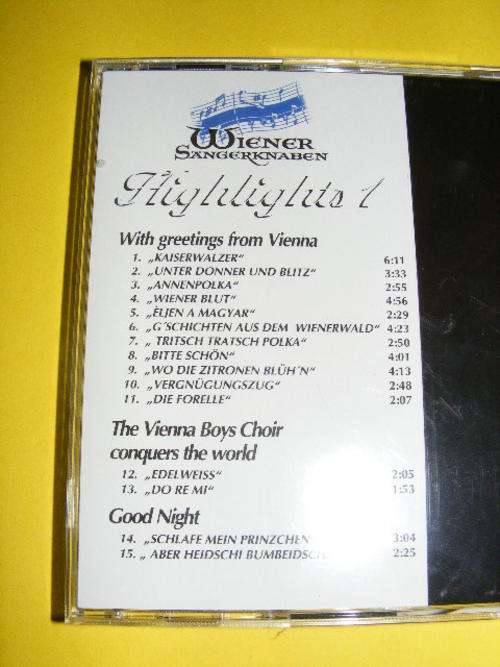 WIENER
SÄNGERKNABEN
Highlights 1
With greetings from Vienna
1. „KAISERWALZER“ 6:11
2. „UNTER DONNER UND BLITZ“ 3:33
3. „ANNENPOLKA“ 2:55
4. „WIENER BLUT“ 4:56
5. „ÈLJEN A MAGYAR“ 2:29
6. „G´SCHICHTEN AUS DEM WIENERWALD“ 4:23
7. „ TRITSCH TRATSCH POLKA“ 2:50
8. „BITTE SCHÖN“ 4:01
9. „WO DIE ZITRONEN BLÜH´N“ 4:13
10. „VERGNÜGUNGSZUG“ 2:48
11. „DIE FORELLE“ 2:07
The Vienna Boys Choir
conquers the world
12. „EDELWEISS“ 2:05
13. „DO RE MI“ 1:53
Good Night
14. „SCHLAFE MEIN PRINZCHEN 3:04
15. „ ABER HEIDSCHI 2:25